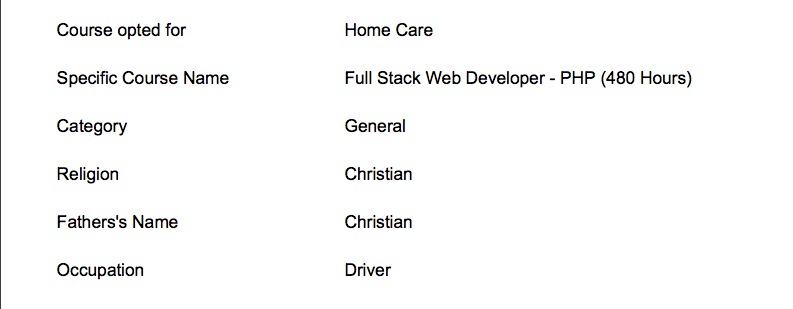 Course opted for Home Care
Specific Course Name Full Stack Web Developer - PHP (480 Hours)
Category General
Religion Christian
Fathers's Name Christian
Occupation Driver